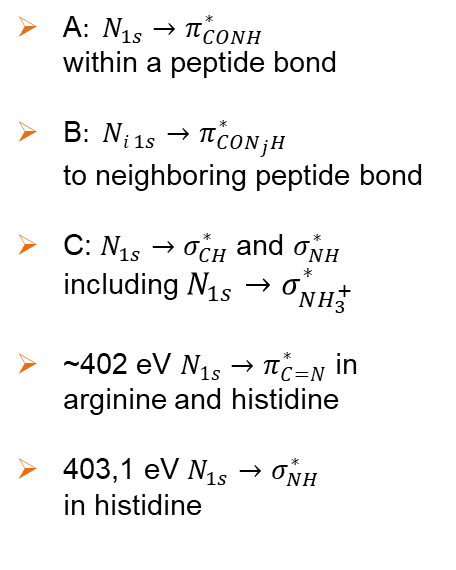 A: N₁ₛ → π*CONH
within a peptide bond
B: Nᵢ ₁ₛ → π*CONⱼH
to neighboring peptide bond
C: N₁ₛ → σ*CH and σ*NH
including N₁ₛ → σ*NH₃⁺
~402 eV N₁ₛ → π*C=N in
arginine and histidine
403,1 eV N₁ₛ → σ*NH
in histidine